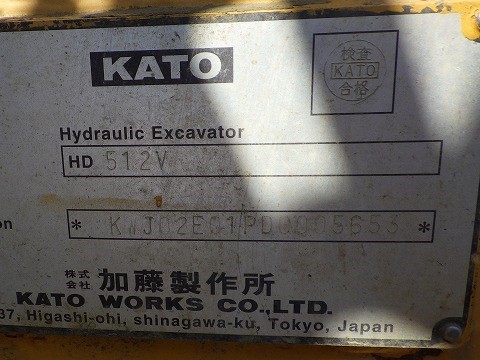 KATO
検査
KATO
合格
Hydraulic Excavator
HD 512V
on
株式会社 加藤製作所
KATO WORKS CO.,LTD.
37, Higashi-ohi, shinagawa-ku, Tokyo, Japan